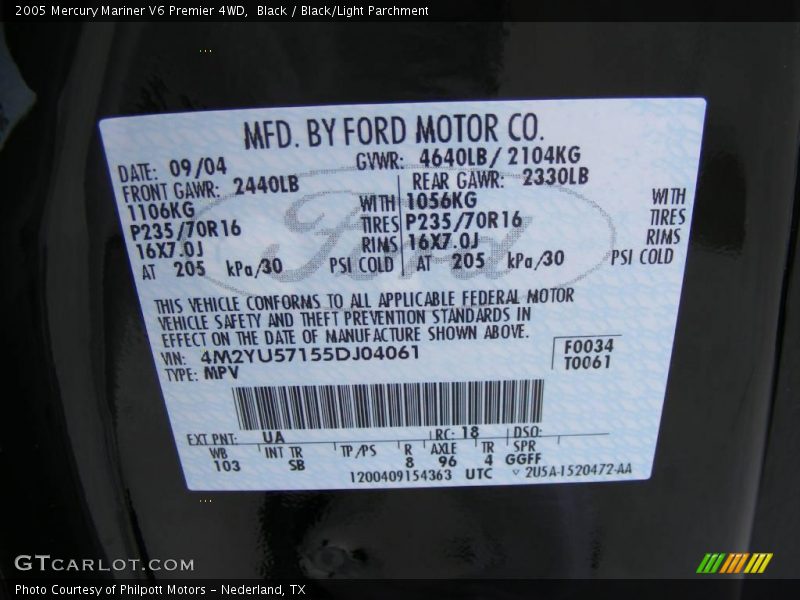 2005 Mercury Mariner V6 Premier 4WD,  Black / Black/Light Parchment
MFD. BY FORD MOTOR CO.
DATE: 09/04 GVWR: 4640LB/ 2104KG
FRONT GAWR: 2440LB REAR GAWR: 2330LB
1106KG WITH 1056KG WITH
P235/70R16 TIRES P235/70R16 TIRES
16X7.0J RIMS 16X7.0J RIMS
AT 205 kPa/30 PSI COLD AT 205 kPa/30 PSI COLD
Ford
THIS VEHICLE CONFORMS TO ALL APPLICABLE FEDERAL MOTOR
VEHICLE SAFETY AND THEFT PREVENTION STANDARDS IN
EFFECT ON THE DATE OF MANUFACTURE SHOWN ABOVE.
VIN: 4M2YU57155DJ04061 F0034
TYPE: MPV T0061
EXT PNT: UA RC: 18 DSO:
WB INT TR TP/PS R AXLE TR SPR
103 SB 8 96 4 GGFF
1200409154363 UTC ▽ 2U5A-1520472-AA
GTcarlot.com
Photo Courtesy of Philpott Motors - Nederland, TX